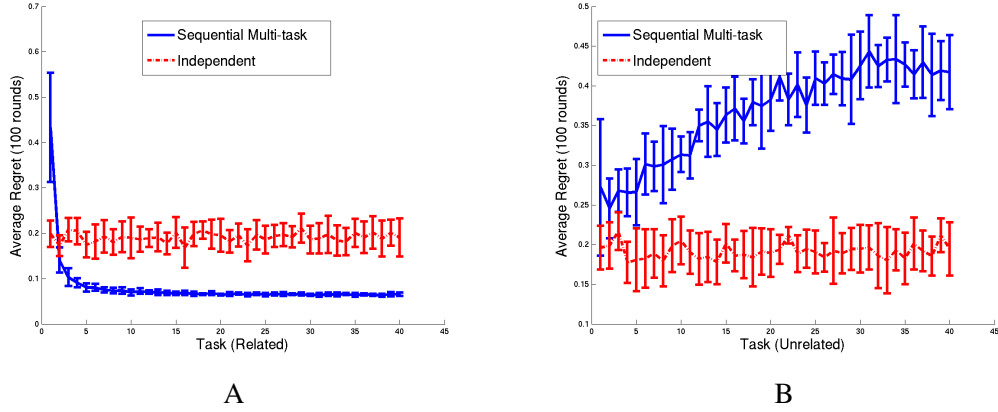 0.7
0.6
0.5
0.4
0.3
0.2
0.1
0
0 5 10 15 20 25 30 35 40 45
Average Regret (100 rounds)
Task (Related)
Sequential Multi-task
Independent
A
0.5
0.45
0.4
0.35
0.3
0.25
0.2
0.15
0.1
0 5 10 15 20 25 30 35 40 45
Average Regret (100 rounds)
Task (Unrelated)
Sequential Multi-task
Independent
B